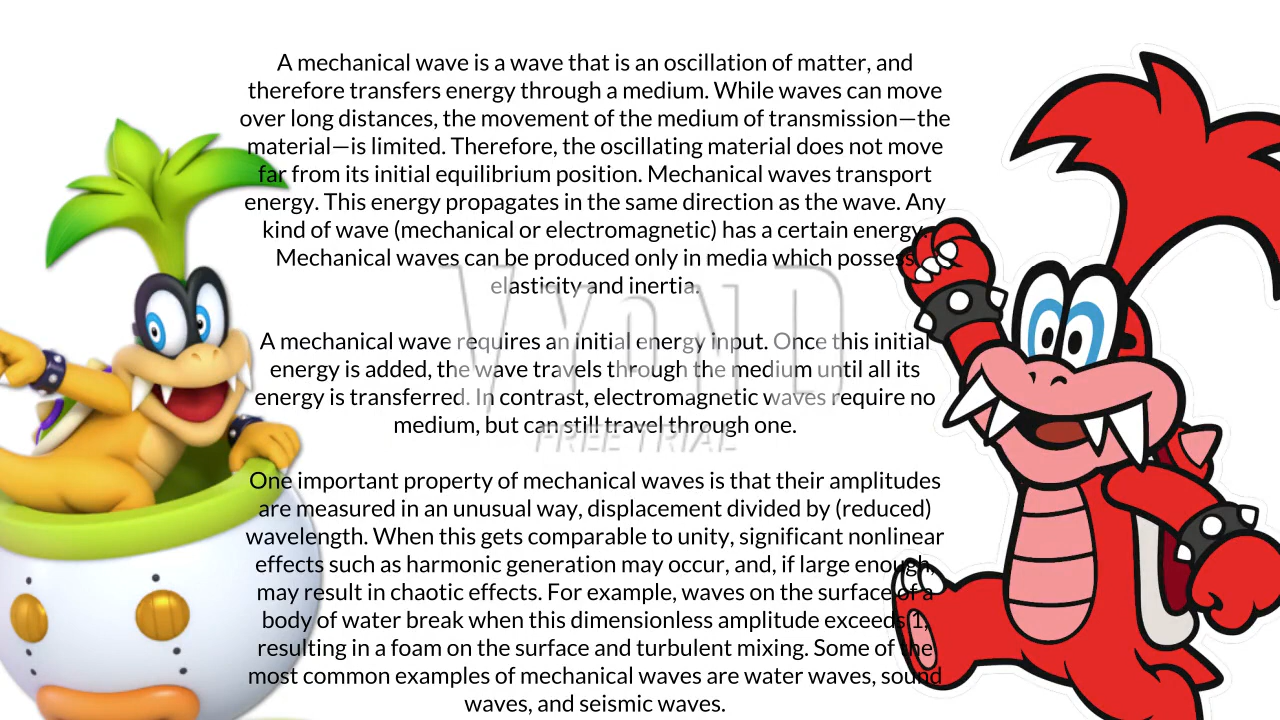 A mechanical wave is a wave that is an oscillation of matter, and
therefore transfers energy through a medium. While waves can move
over long distances, the movement of the medium of transmission—the
material—is limited. Therefore, the oscillating material does not move
far from its initial equilibrium position. Mechanical waves transport
energy. This energy propagates in the same direction as the wave. Any
kind of wave (mechanical or electromagnetic) has a certain energy.
Mechanical waves can be produced only in media which possess
elasticity and inertia.
A mechanical wave requires an initial energy input. Once this initial
energy is added, the wave travels through the medium until all its
energy is transferred. In contrast, electromagnetic waves require no
medium, but can still travel through one.
One important property of mechanical waves is that their amplitudes
are measured in an unusual way, displacement divided by (reduced)
wavelength. When this gets comparable to unity, significant nonlinear
effects such as harmonic generation may occur, and, if large enough,
may result in chaotic effects. For example, waves on the surface of a
body of water break when this dimensionless amplitude exceeds 1,
resulting in a foam on the surface and turbulent mixing. Some of the
most common examples of mechanical waves are water waves, sound
waves, and seismic waves.
VYOND
FREE TRIAL